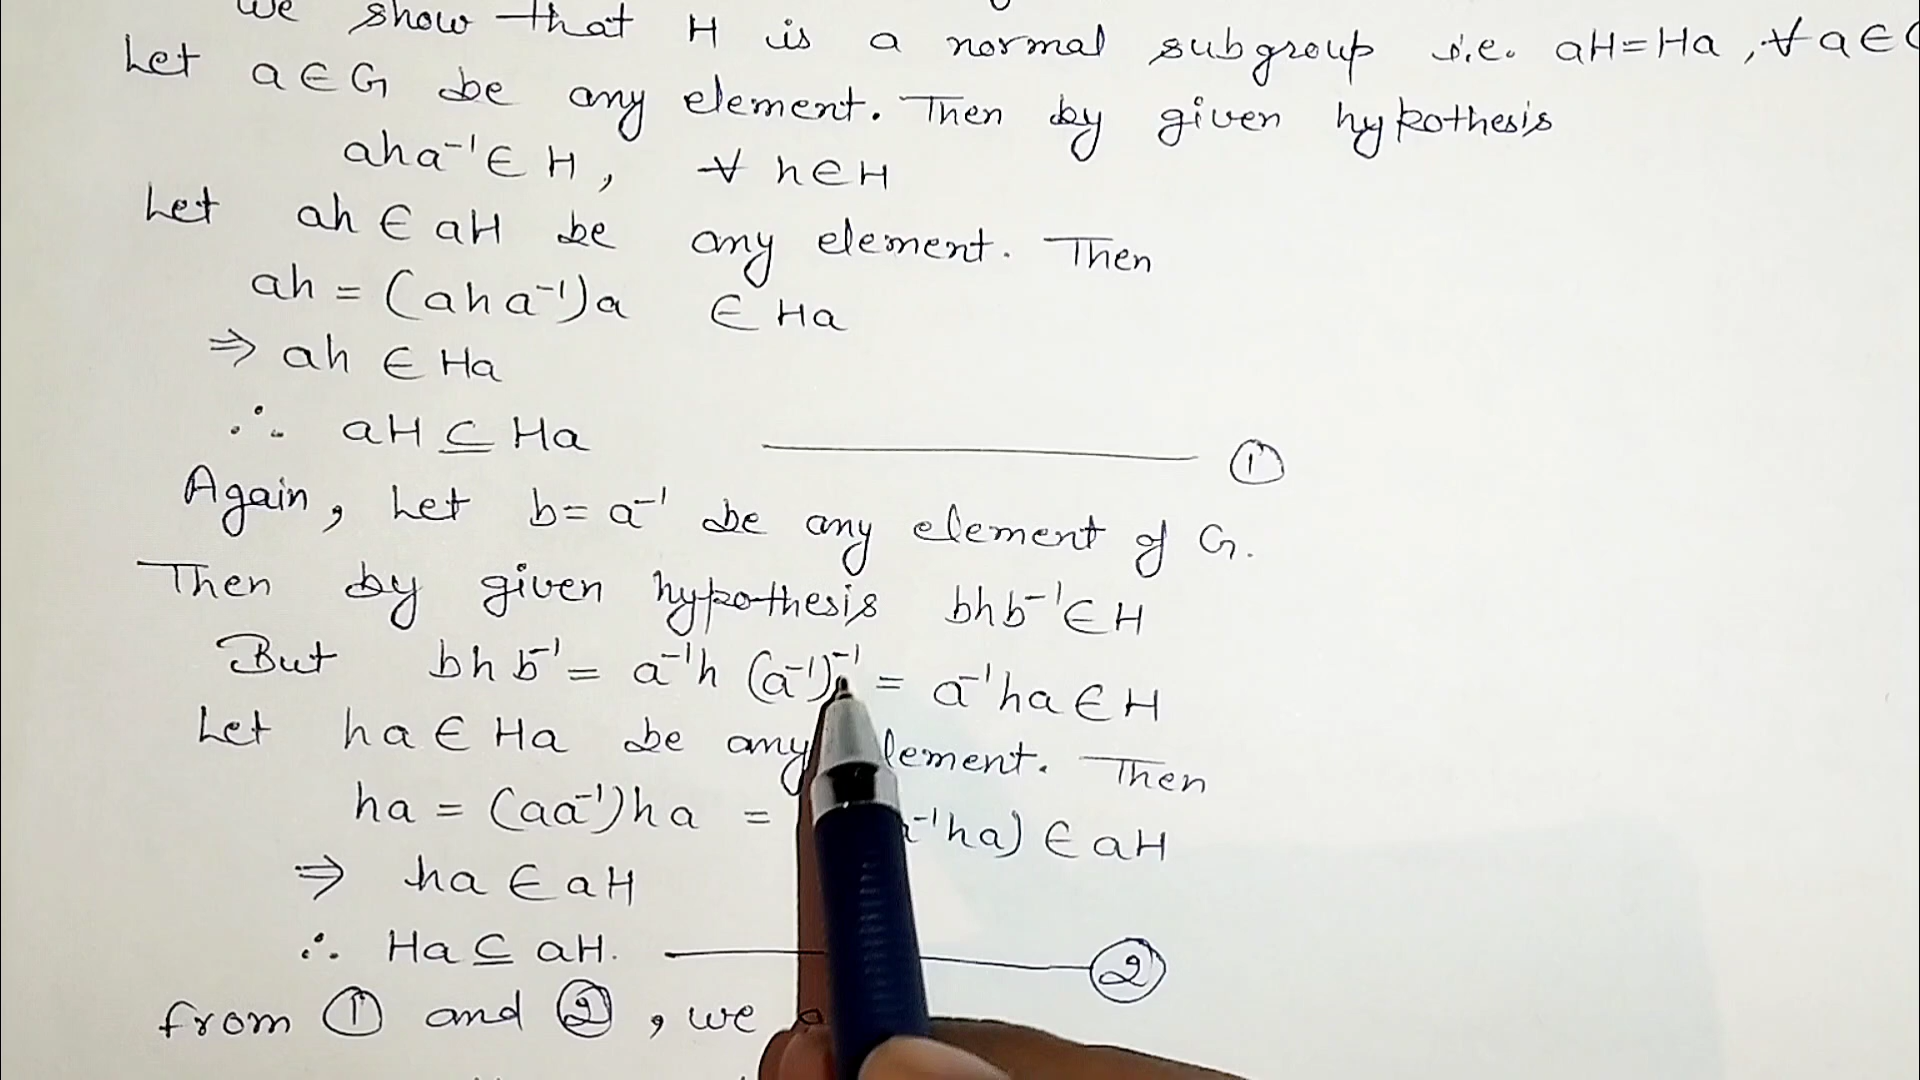 we show that H is a normal subgroup i.e. aH=Ha, ∀ a∈
Let a∈G be any element. Then by given hypothesis
aha⁻¹∈H, ∀ h∈H
Let ah ∈ aH be any element. Then
ah = (aha⁻¹)a ∈ Ha
⇒ ah ∈ Ha
∴ aH ⊆ Ha ——— ①
Again, Let b=a⁻¹ be any element of G.
Then by given hypothesis bhb⁻¹∈H
But bhb⁻¹= a⁻¹h (a⁻¹)⁻¹ = a⁻¹ha∈H
Let ha∈Ha be any element. Then
ha = (aa⁻¹)ha = a⁻¹ha) ∈ aH
⇒ ha ∈ aH
∴ Ha ⊆ aH. ——— ②
from ① and ②, we